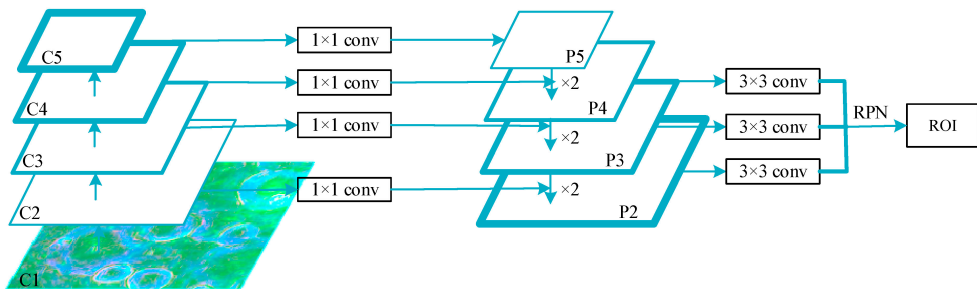 C5
1×1 conv
P5
C4
1×1 conv
×2
P4
3×3 conv
C3
1×1 conv
×2
P3
3×3 conv
RPN
ROI
C2
1×1 conv
×2
P2
3×3 conv
C1